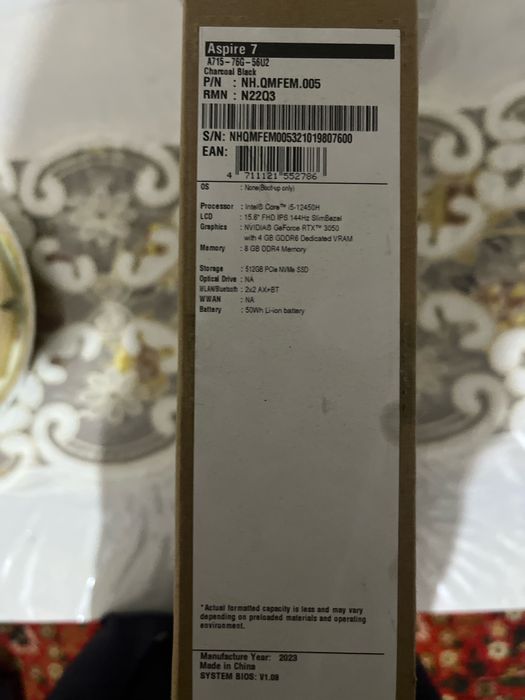 Aspire 7
A715-76G-56U2
Charcoal Black
P/N : NH.QMFEM.005
RMN : N22Q3
S/N: NHQMFEM005321019807600
EAN:
4 711121 552786
OS : None(Boot-up only)
Processor : Intel® Core™ i5-12450H
LCD : 15.6" FHD IPS 144Hz SlimBezel
Graphics : NVIDIA® GeForce RTX™ 3050
with 4 GB GDDR6 Dedicated VRAM
Memory : 8 GB DDR4 Memory
Storage : 512GB PCIe NVMe SSD
Optical Drive : NA
WLAN/Bluetooth : 2x2 AX+BT
WWAN : NA
Battery : 50Wh Li-ion battery
*Actual formatted capacity is less and may vary
depending on preloaded materials and operating
environment.
Manufacture Year: 2023
Made in China
SYSTEM BIOS: V1.08